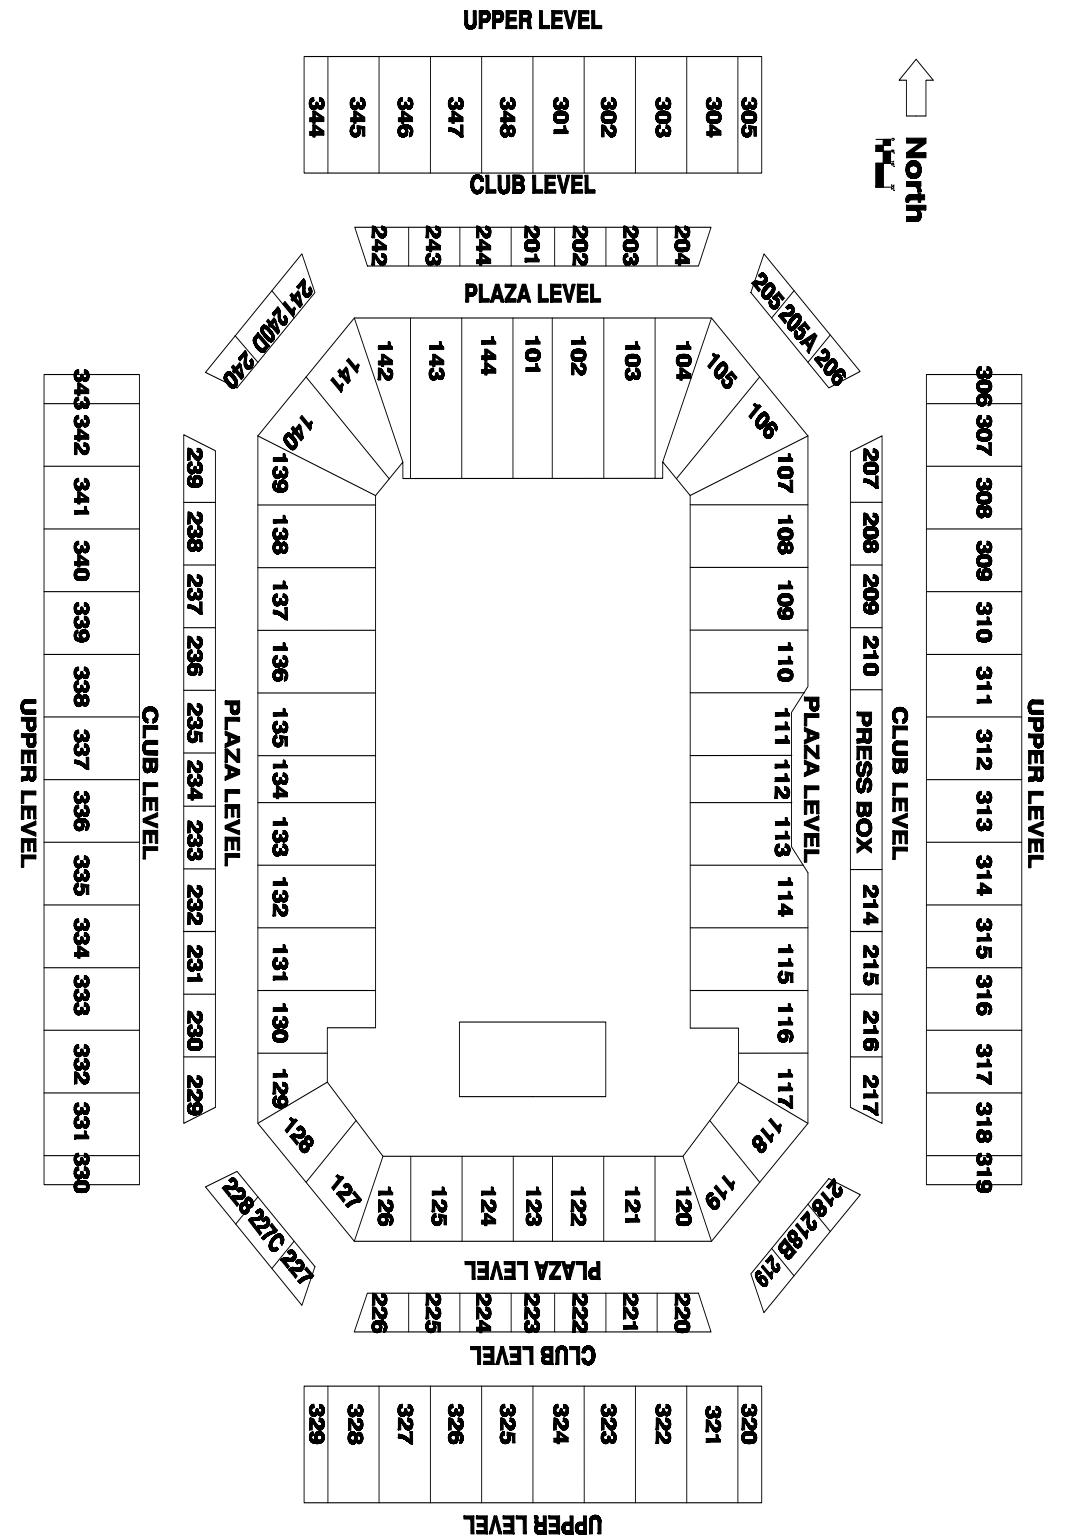 UPPER LEVEL
344 345 346 347 348 301 302 303 304 305
North
CLUB LEVEL
242 243 244 201 202 203 204
PLAZA LEVEL
241 240D 240
205 205A 206
142 143 144 101 102 103 104
141 140
105 106
343 342 341 340 339 338 337 336 335 334 333 332 331 330
UPPER LEVEL
CLUB LEVEL
239 238 237 236 235 234 233 232 231 230 229
PLAZA LEVEL
139 138 137 136 135 134 133 132 131 130 129
107 108 109 110 111 112 113 114 115 116 117
PLAZA LEVEL
207 208 209 210 PRESS BOX 214 215 216 217
CLUB LEVEL
306 307 308 309 310 311 312 313 314 315 316 317 318 319
UPPER LEVEL
128 127
118 119
126 125 124 123 122 121 120
228 227C 227
218 218B 219
PLAZA LEVEL
226 225 224 223 222 221 220
CLUB LEVEL
329 328 327 326 325 324 323 322 321 320
UPPER LEVEL